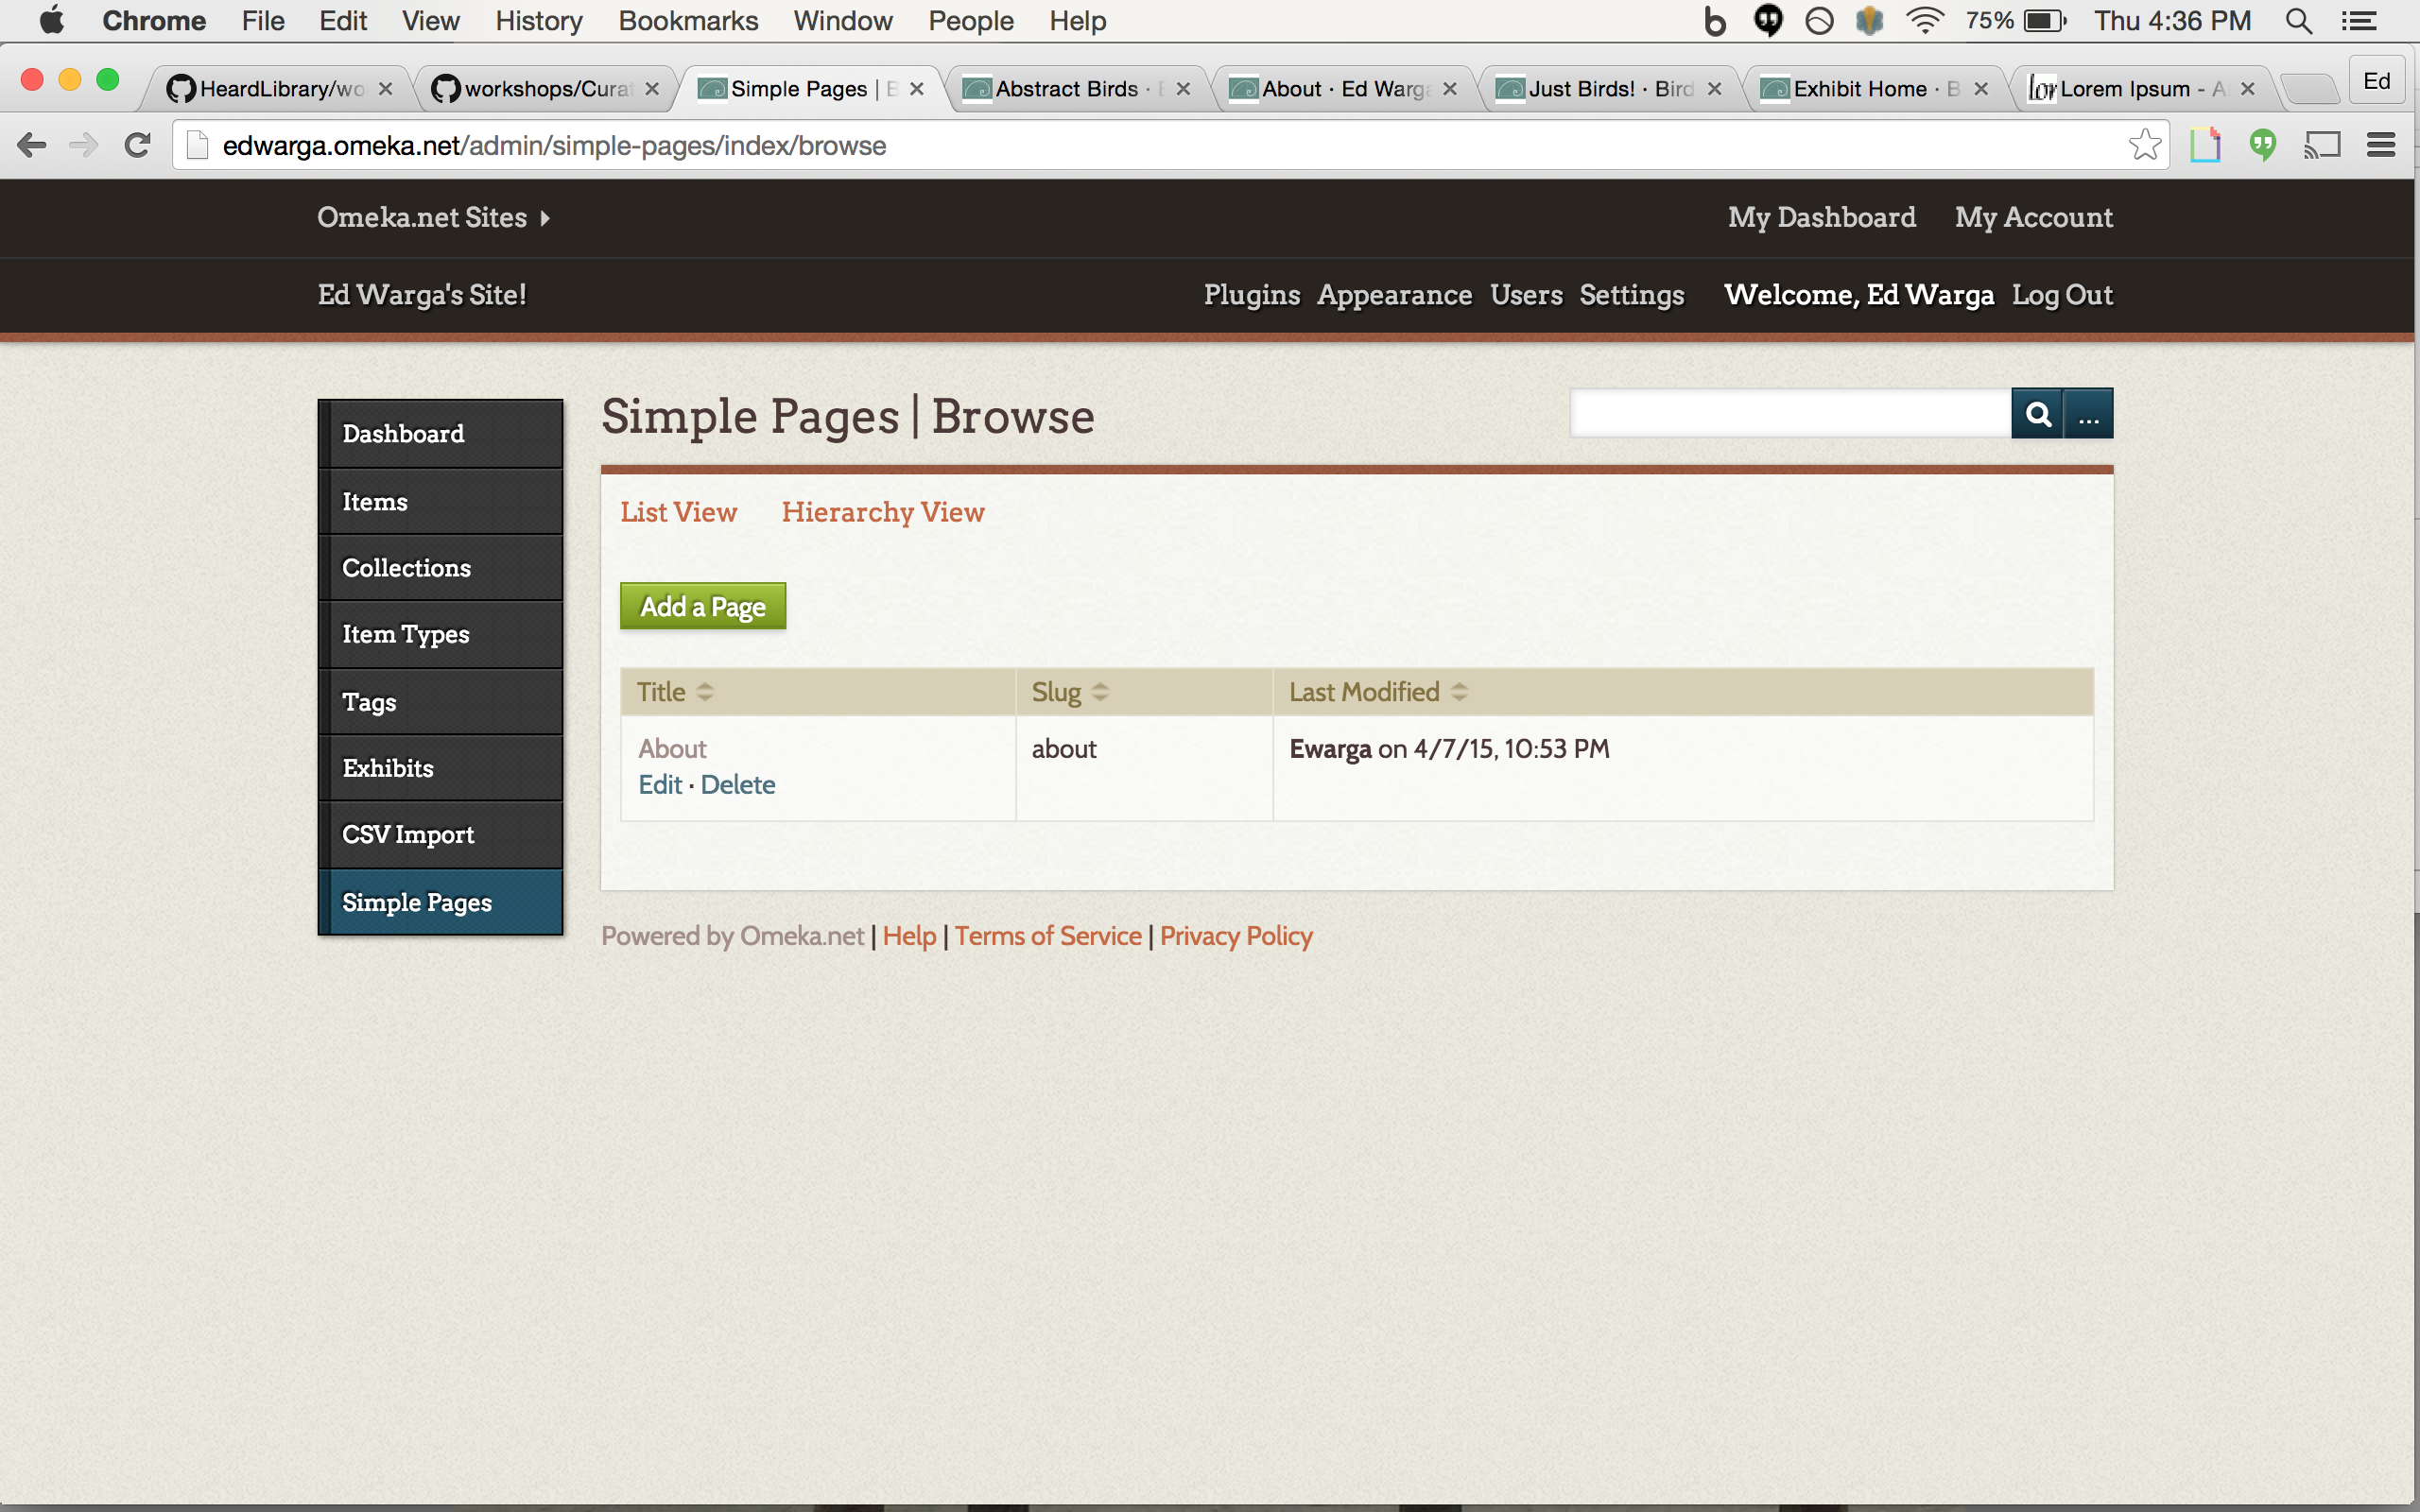 Chrome File Edit View History Bookmarks Window People Help 75% Thu 4:36 PM
HeardLibrary/wo workshops/Curat Simple Pages | B Abstract Birds · E About · Ed Warga Just Birds! · Bird Exhibit Home · B Lorem Ipsum - A Ed
edwarga.omeka.net/admin/simple-pages/index/browse
Omeka.net Sites My Dashboard My Account
Ed Warga's Site! Plugins Appearance Users Settings Welcome, Ed Warga Log Out
Simple Pages | Browse
...
Dashboard
Items
Collections
Item Types
Tags
Exhibits
CSV Import
Simple Pages
List View Hierarchy View
Add a Page
Title Slug Last Modified
About about Ewarga on 4/7/15, 10:53 PM
Edit · Delete
Powered by Omeka.net | Help | Terms of Service | Privacy Policy